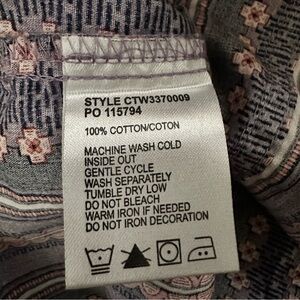 STYLE CTW3370009
PO 115794
100% COTTON/COTON
MACHINE WASH COLD
INSIDE OUT
GENTLE CYCLE
WASH SEPARATELY
TUMBLE DRY LOW
DO NOT BLEACH
WARM IRON IF NEEDED
DO NOT IRON DECORATION